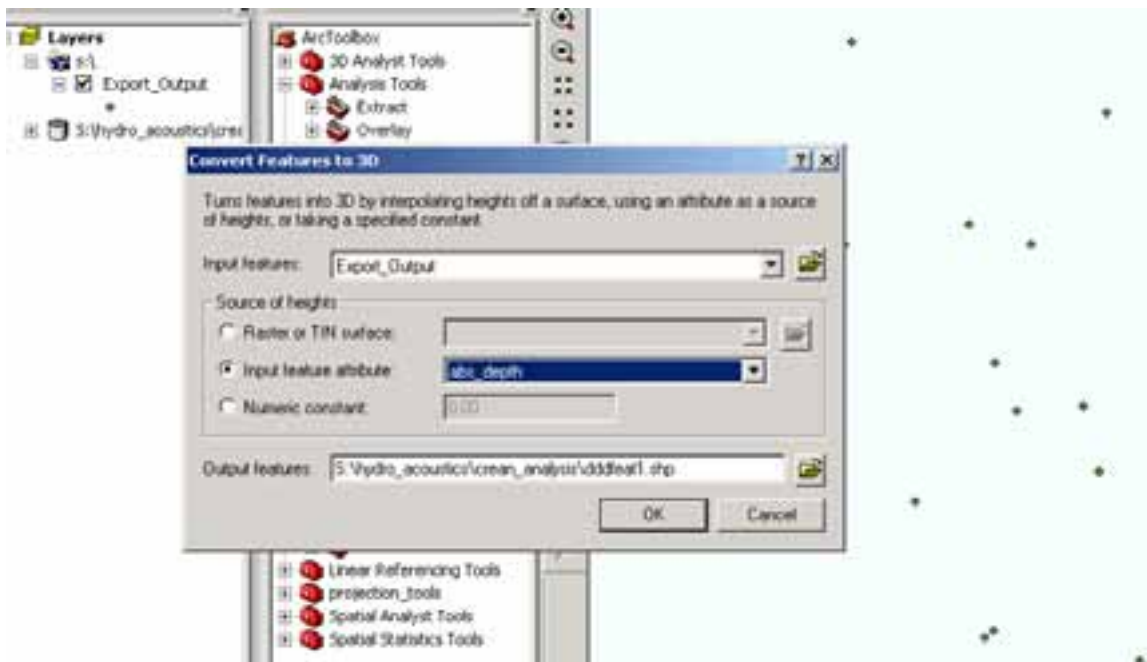 Layers
s:\
Export_Output
S:\hydro_acoustics\crea
ArcToolbox
3D Analyst Tools
Analysis Tools
Extract
Overlay
Convert Features to 3D
Turns features into 3D by interpolating heights off a surface, using an attribute as a source
of heights, or taking a specified constant.
Input features:
Export_Output
Source of heights
Raster or TIN surface:
Input feature attribute
abs_depth
Numeric constant:
0.00
Output features:
S:\hydro_acoustics\crean_analysis\dddfeat1.shp
OK
Cancel
Linear Referencing Tools
projection_tools
Spatial Analyst Tools
Spatial Statistics Tools